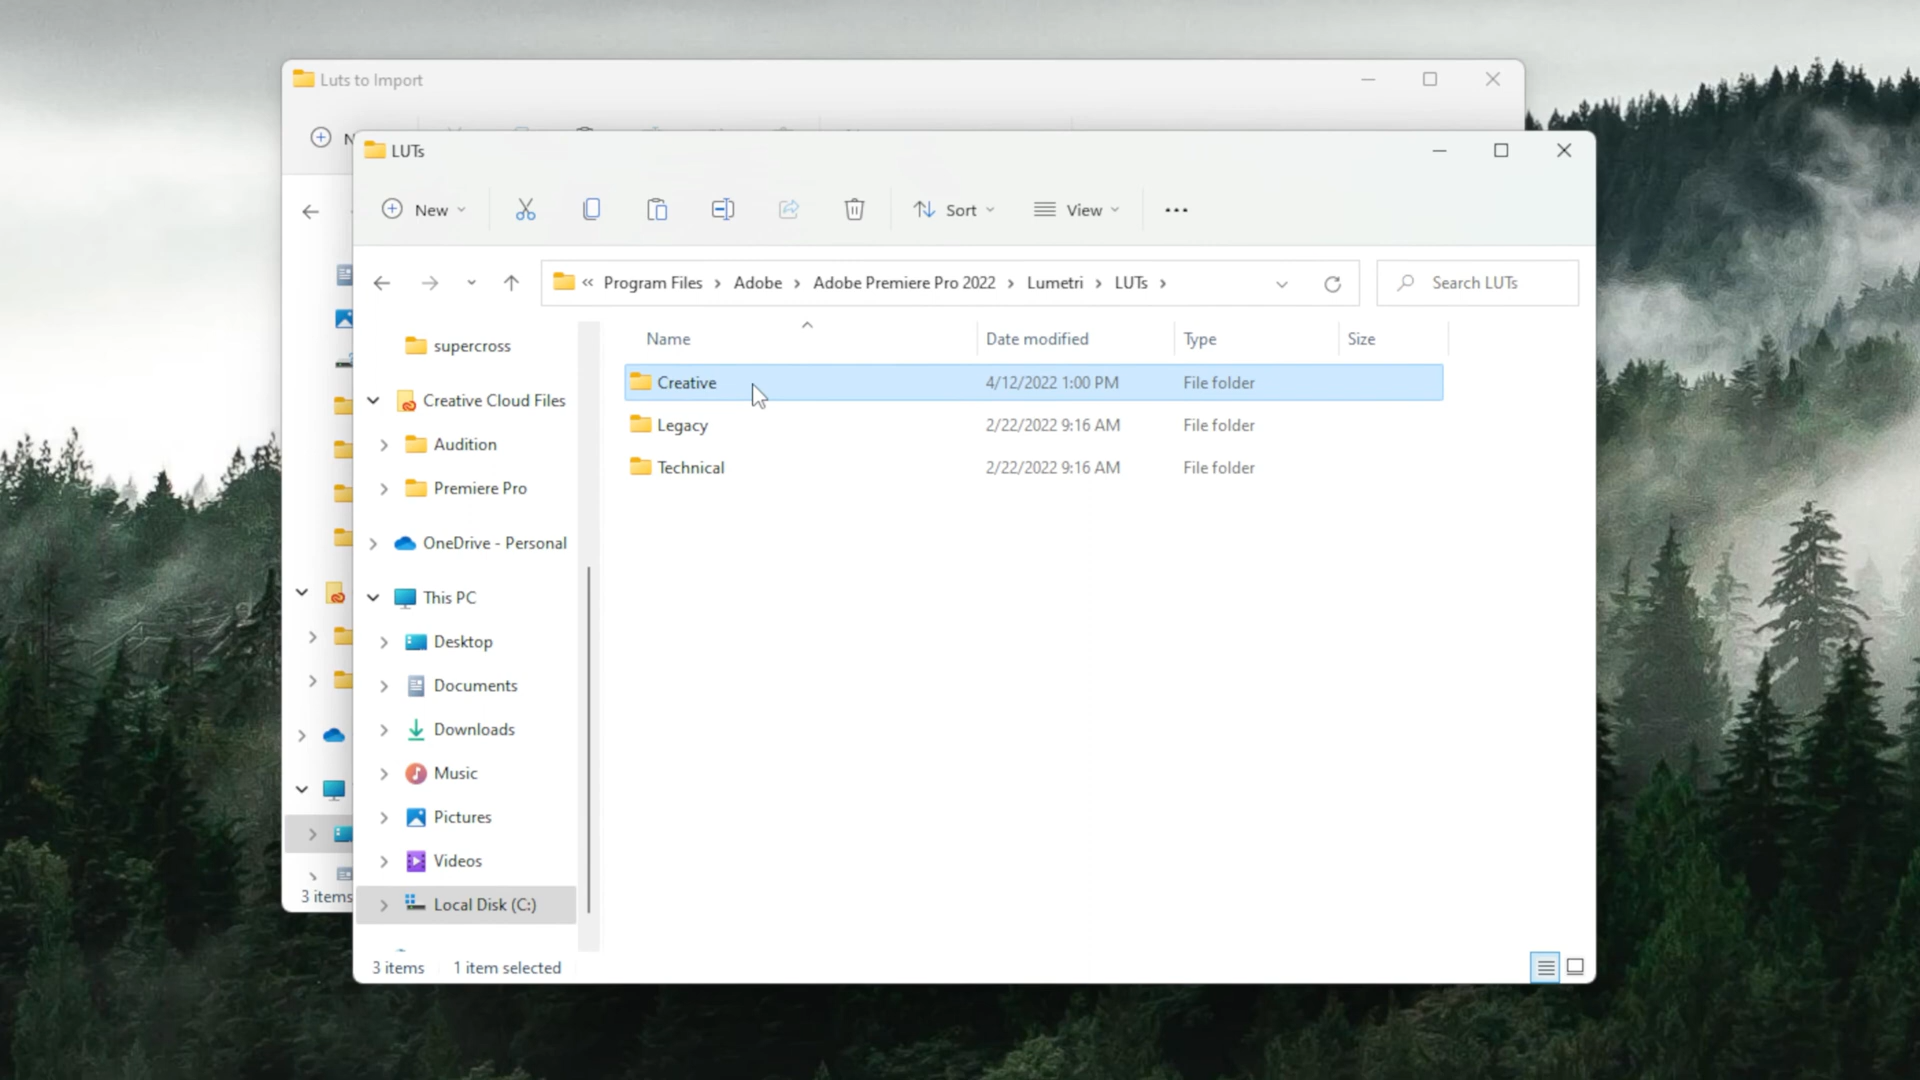 Luts to Import
N
LUTs
New
Sort
View
« Program Files > Adobe > Adobe Premiere Pro 2022 > Lumetri > LUTs >
Search LUTs
Name
Date modified
Type
Size
supercross
Creative Cloud Files
Audition
Premiere Pro
OneDrive - Personal
This PC
Desktop
Documents
Downloads
Music
Pictures
Videos
Local Disk (C:)
Creative 4/12/2022 1:00 PM File folder
Legacy 2/22/2022 9:16 AM File folder
Technical 2/22/2022 9:16 AM File folder
3 items
3 items 1 item selected